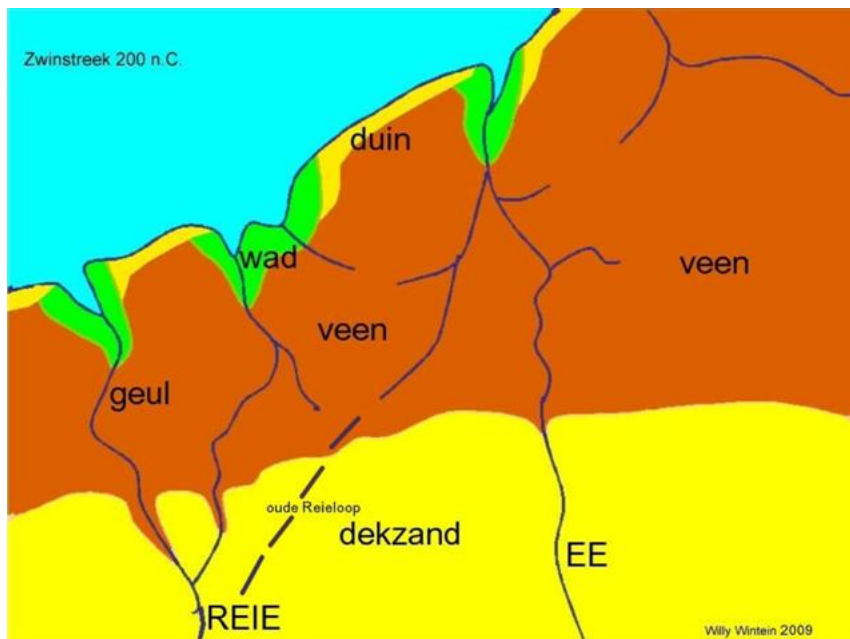 Zwinstreek 200 n.C.
duin
wad
veen
veen
geul
oude Reieloop
dekzand
EE
REIE
Willy Wintein 2009